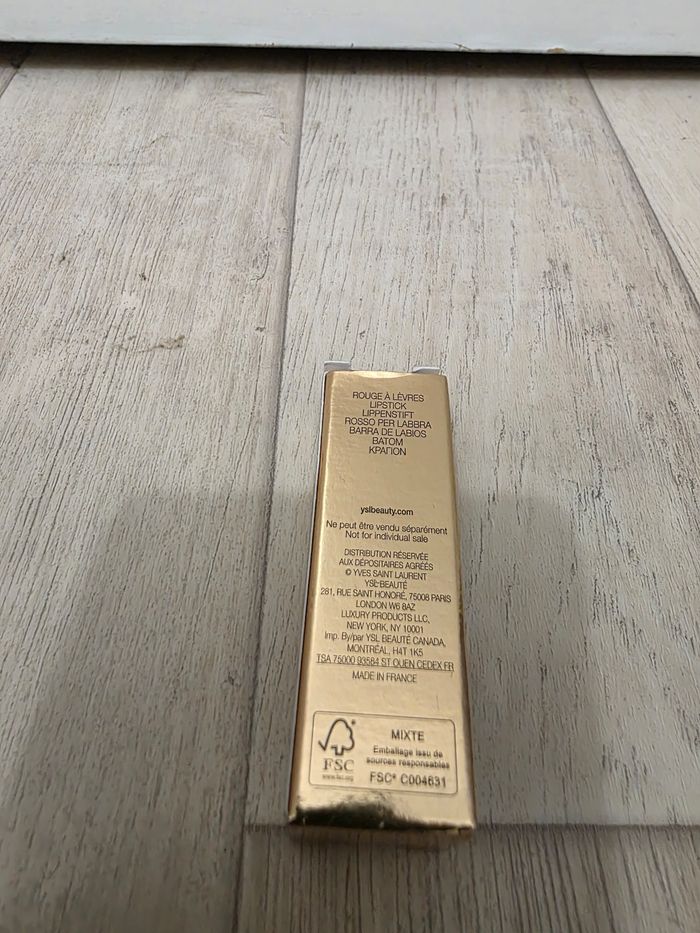 ROUGE À LÈVRES
LIPSTICK
LIPPENSTIFT
ROSSO PER LABBRA
BARRA DE LABIOS
BATOM
ΚΡΑΓΙΟΝ
yslbeauty.com
Ne peut être vendu séparément
Not for individual sale
DISTRIBUTION RÉSERVÉE
AUX DÉPOSITAIRES AGRÉÉS
© YVES SAINT LAURENT
YSL BEAUTÉ
281, RUE SAINT HONORÉ, 75008 PARIS
LONDON W6 8AZ
LUXURY PRODUCTS LLC,
NEW YORK, NY 10001
Imp. By/par YSL BEAUTÉ CANADA,
MONTRÉAL, H4T 1K5
TSA 75000 93584 ST OUEN CEDEX FR
MADE IN FRANCE
FSC
www.fsc.org
MIXTE
Emballage issu de
sources responsables
FSC® C004631